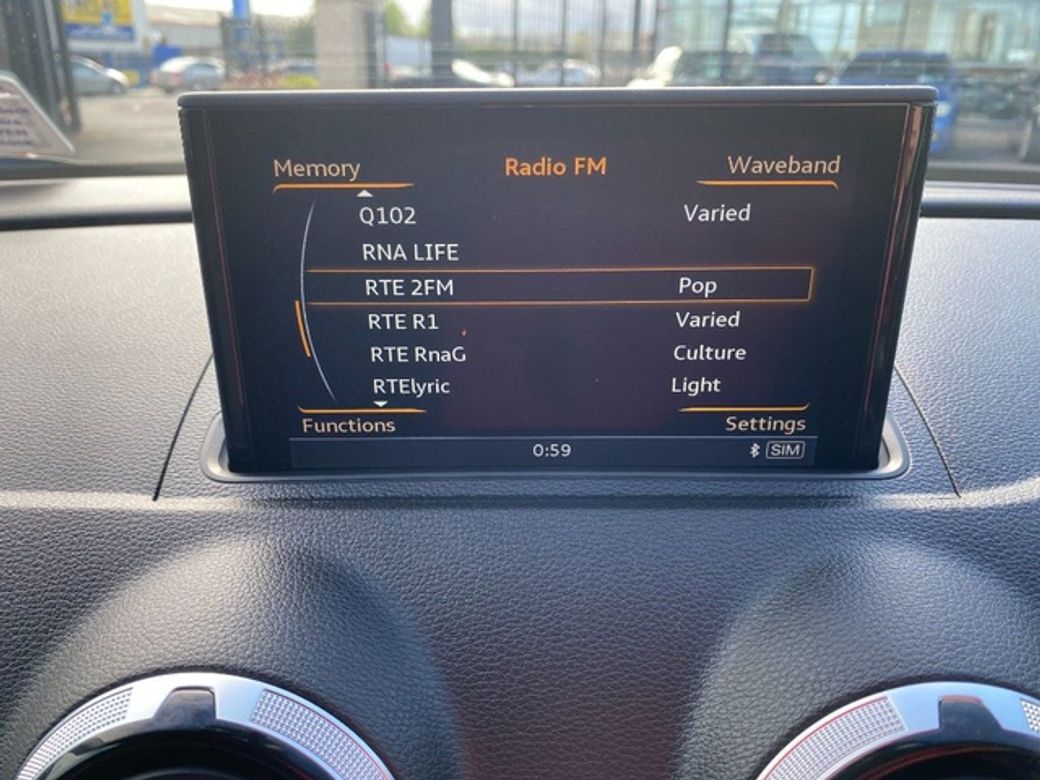 Memory Radio FM Waveband
Q102 Varied
RNA LIFE
RTE 2FM Pop
RTE R1 Varied
RTE RnaG Culture
RTElyric Light
Functions Settings
0:59 SIM